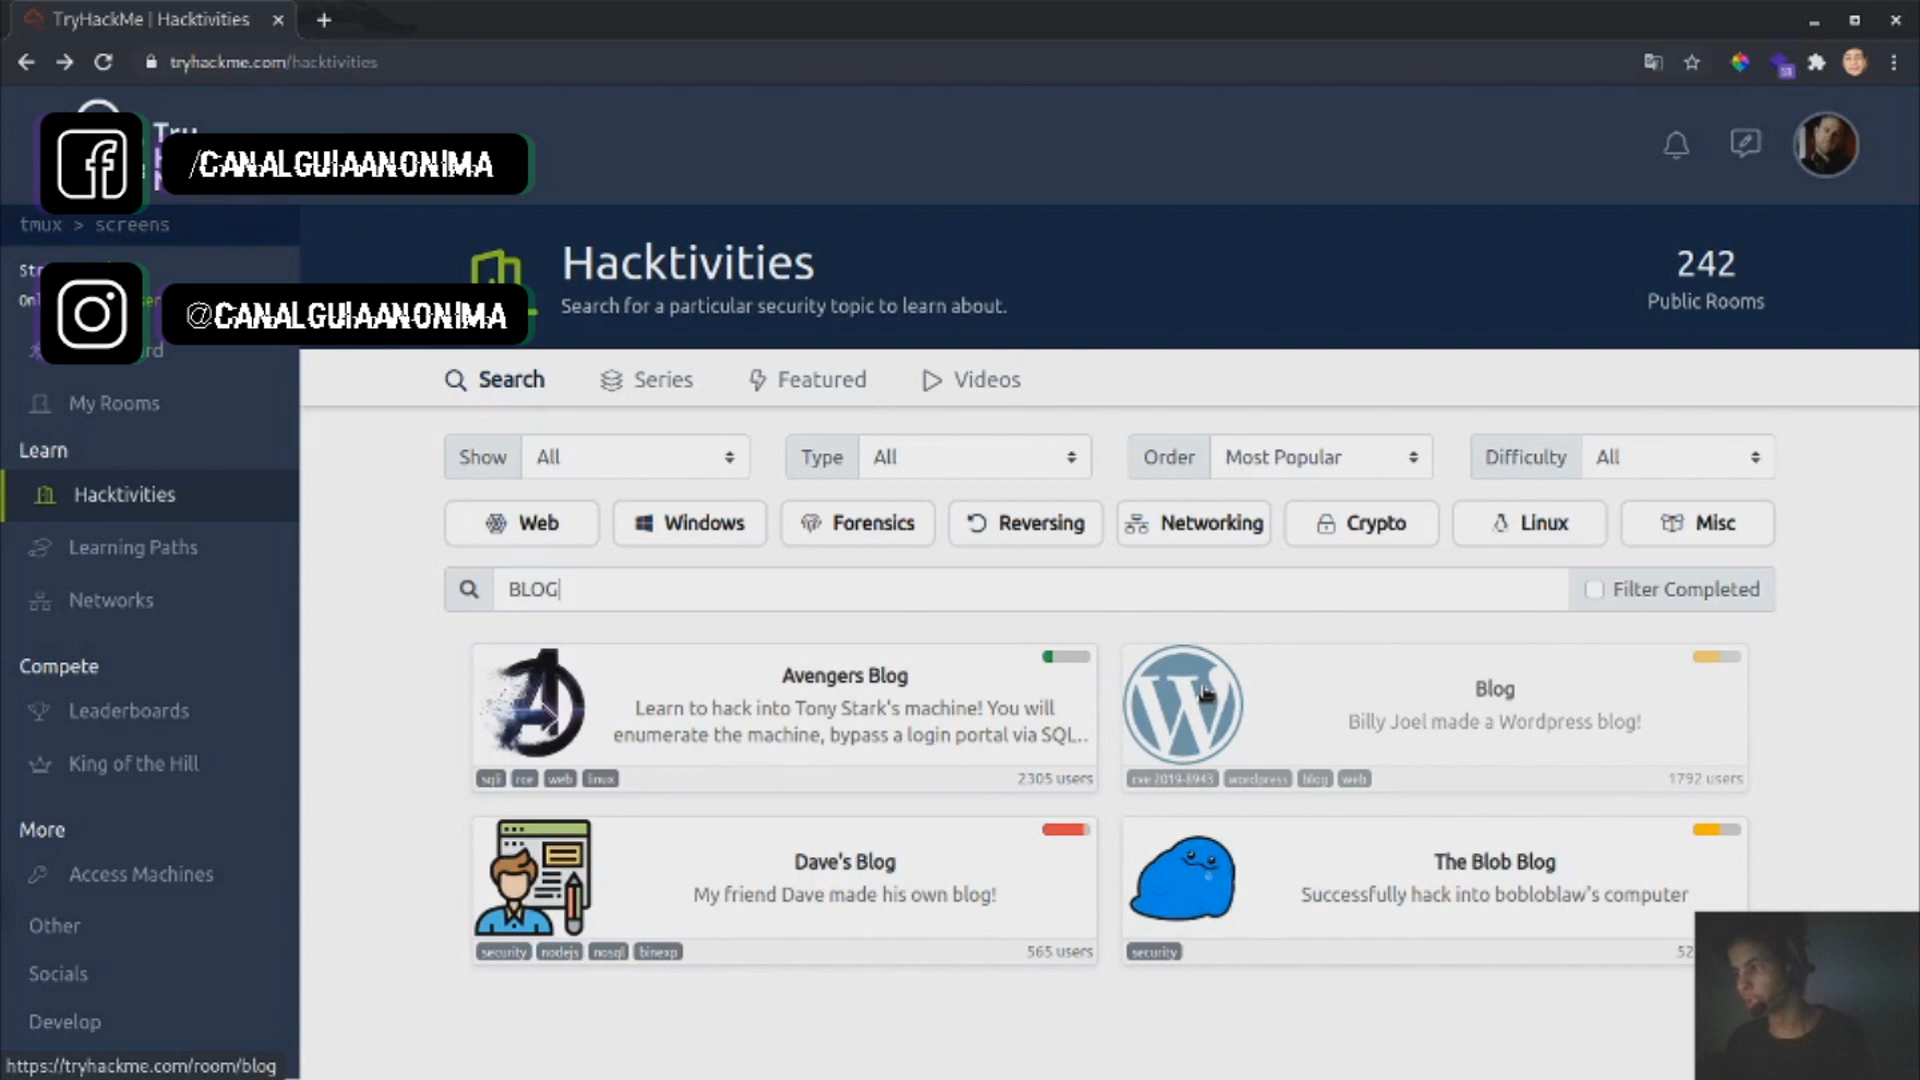 TryHackMe | Hacktivities
tryhackme.com/hacktivities
Try
/CANALGUIAANONIMA
tmux > screens
@CANALGUIAANONIMA
My Rooms
Learn
Hacktivities
Learning Paths
Networks
Compete
Leaderboards
King of the Hill
More
Access Machines
Other
Socials
Develop
https://tryhackme.com/room/blog
Hacktivities
Search for a particular security topic to learn about.
242
Public Rooms
Search
Series
Featured
Videos
Show All
Type All
Order Most Popular
Difficulty All
Web
Windows
Forensics
Reversing
Networking
Crypto
Linux
Misc
BLOG
Filter Completed
Avengers Blog
Learn to hack into Tony Stark's machine! You will
enumerate the machine, bypass a login portal via SQL..
sqli rce web linux
2305 users
Blog
Billy Joel made a Wordpress blog!
cve 2019-8943 wordpress blog web
1792 users
Dave's Blog
My friend Dave made his own blog!
security nodejs nosql binexp
565 users
The Blob Blog
Successfully hack into bobloblaw's computer
security